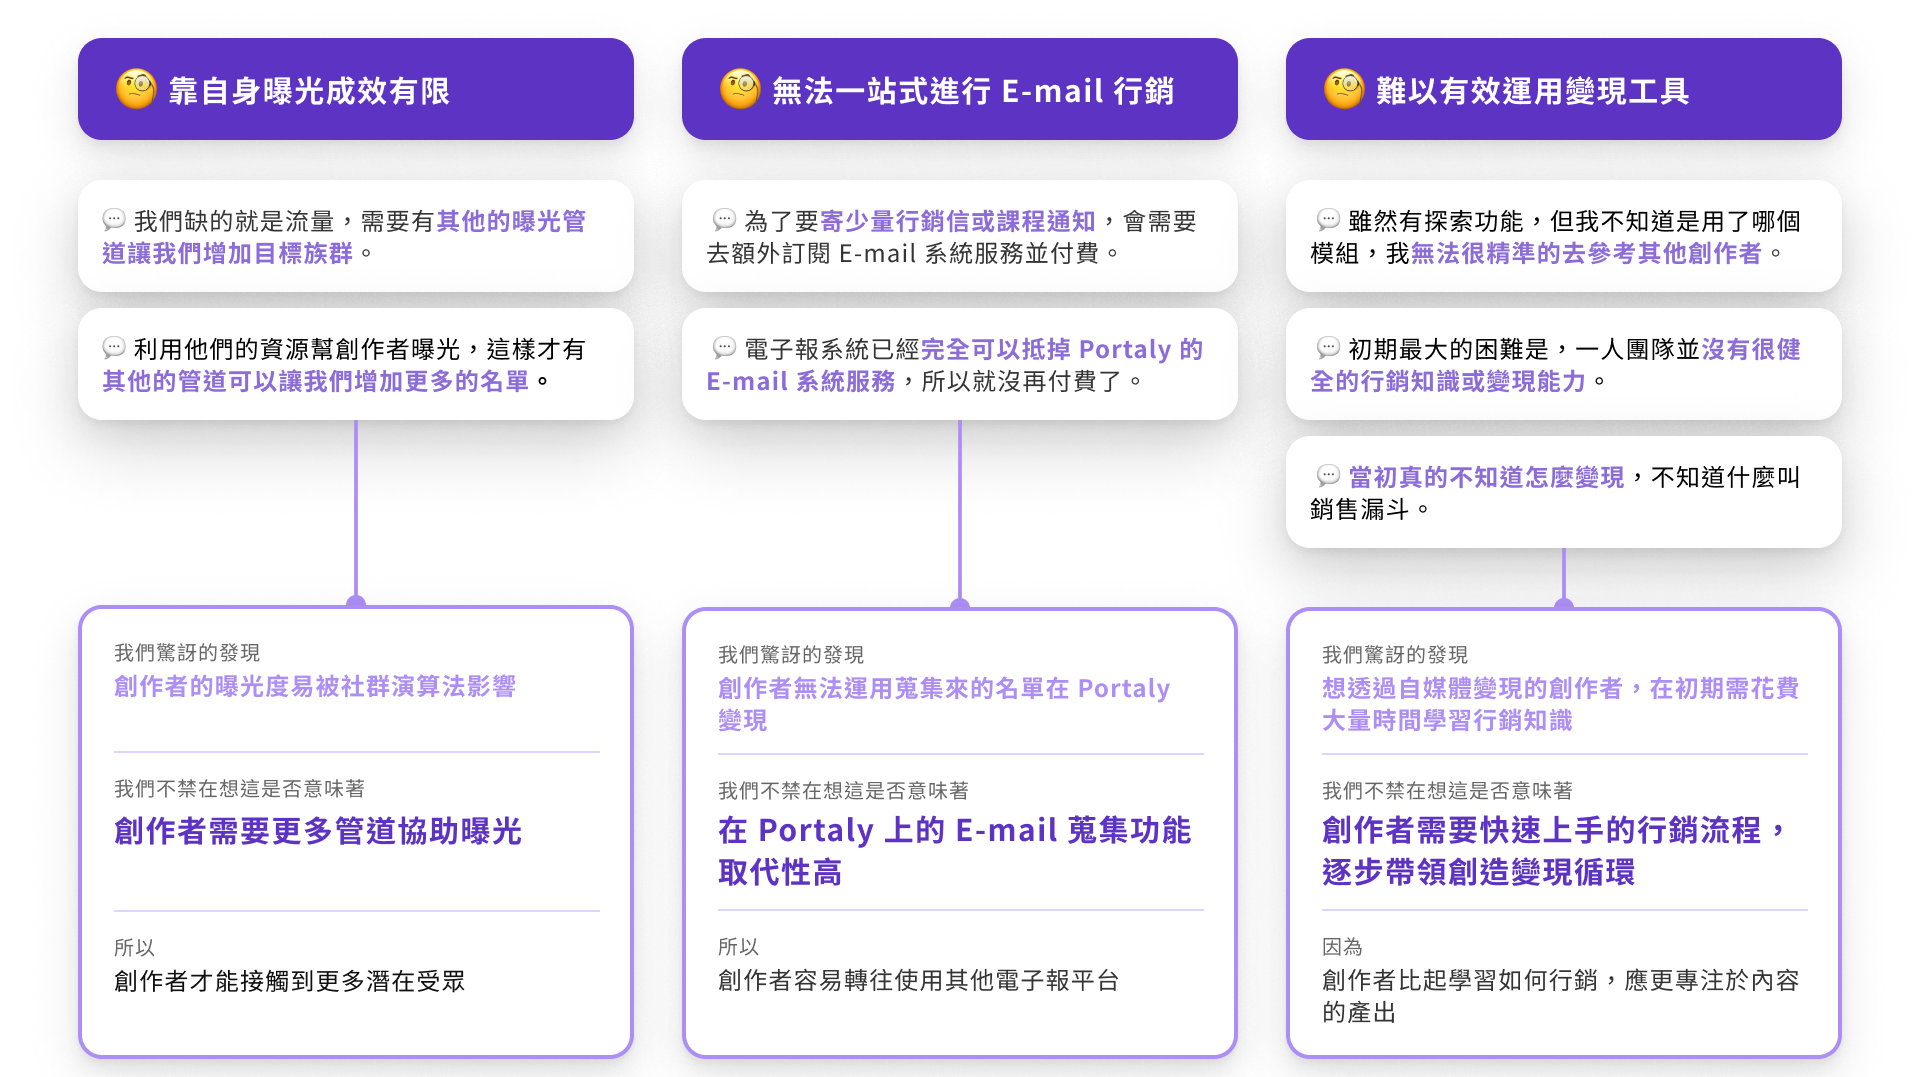 靠自身曝光成效有限
我們缺的就是流量，需要有其他的曝光管
道讓我們增加目標族群。
利用他們的資源幫創作者曝光，這樣才有
其他的管道可以讓我們增加更多的名單。
我們驚訝的發現
創作者的曝光度易被社群演算法影響
我們不禁在想這是否意味著
創作者需要更多管道協助曝光
所以
創作者才能接觸到更多潛在受眾
無法一站式進行 E-mail 行銷
為了要寄少量行銷信或課程通知，會需要
去額外訂閱 E-mail 系統服務並付費。
電子報系統已經完全可以抵掉 Portaly 的
E-mail 系統服務，所以就沒再付費了。
我們驚訝的發現
創作者無法運用蒐集來的名單在 Portaly
變現
我們不禁在想這是否意味著
在 Portaly 上的 E-mail 蒐集功能
取代性高
所以
創作者容易轉往使用其他電子報平台
難以有效運用變現工具
雖然有探索功能，但我不知道是用了哪個
模組，我無法很精準的去參考其他創作者。
初期最大的困難是，一人團隊並沒有很健
全的行銷知識或變現能力。
當初真的不知道怎麼變現，不知道什麼叫
銷售漏斗。
我們驚訝的發現
想透過自媒體變現的創作者，在初期需花費
大量時間學習行銷知識
我們不禁在想這是否意味著
創作者需要快速上手的行銷流程，
逐步帶領創造變現循環
因為
創作者比起學習如何行銷，應更專注於內容
的產出